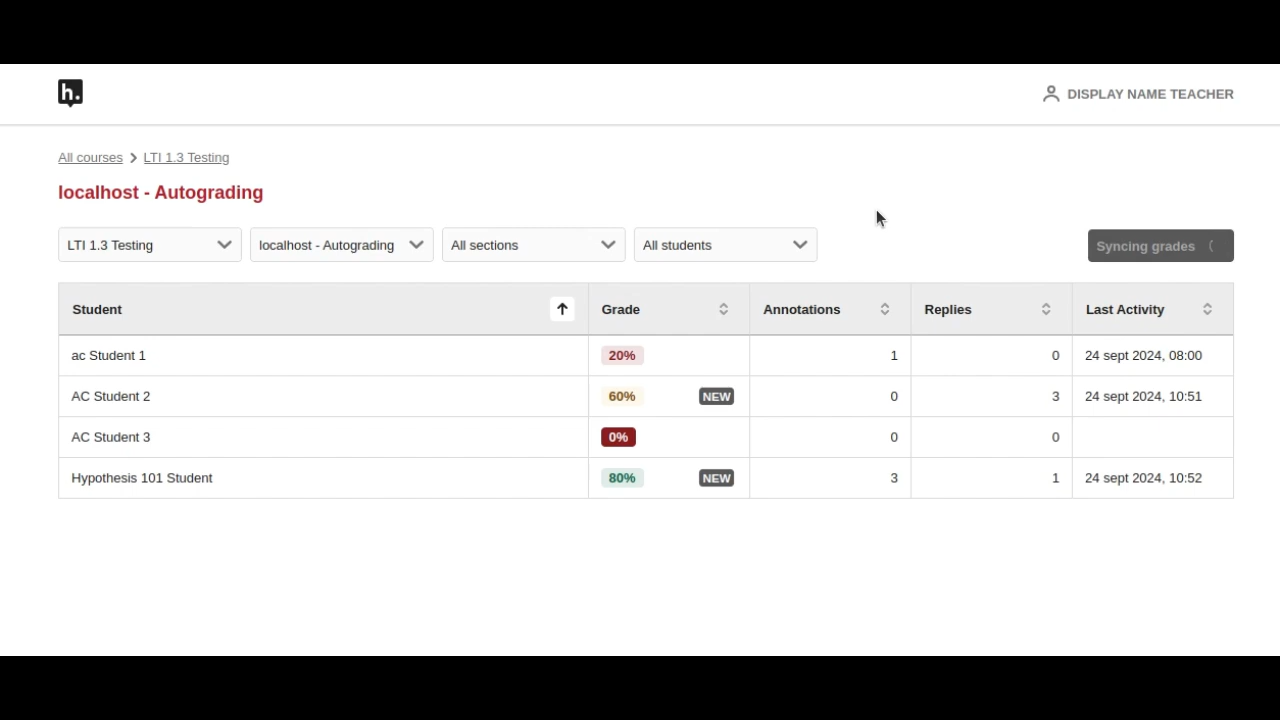 h.
DISPLAY NAME TEACHER
All courses > LTI 1.3 Testing
localhost - Autograding
LTI 1.3 Testing localhost - Autograding All sections All students Syncing grades
Student Grade Annotations Replies Last Activity
ac Student 1 20% 1 0 24 sept 2024, 08:00
AC Student 2 60% NEW 0 3 24 sept 2024, 10:51
AC Student 3 0% 0 0
Hypothesis 101 Student 80% NEW 3 1 24 sept 2024, 10:52